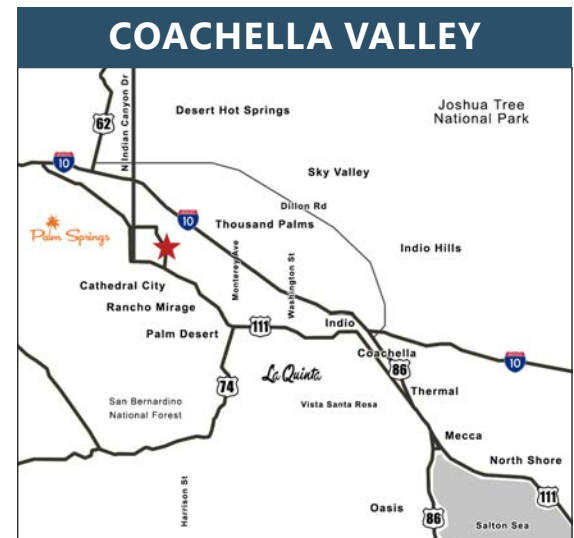 COACHELLA VALLEY
N Indian Canyon Dr
Desert Hot Springs
Joshua Tree
National Park
62
10
Sky Valley
Dillon Rd
10
Thousand Palms
Palm Springs
Indio Hills
Monterey Ave
Washington St
Cathedral City
Rancho Mirage
Palm Desert
111
Indio
Coachella
10
La Quinta
86
74
Thermal
San Bernardino
National Forest
Vista Santa Rosa
Mecca
North Shore
Harrison St
111
Oasis
86
Salton Sea